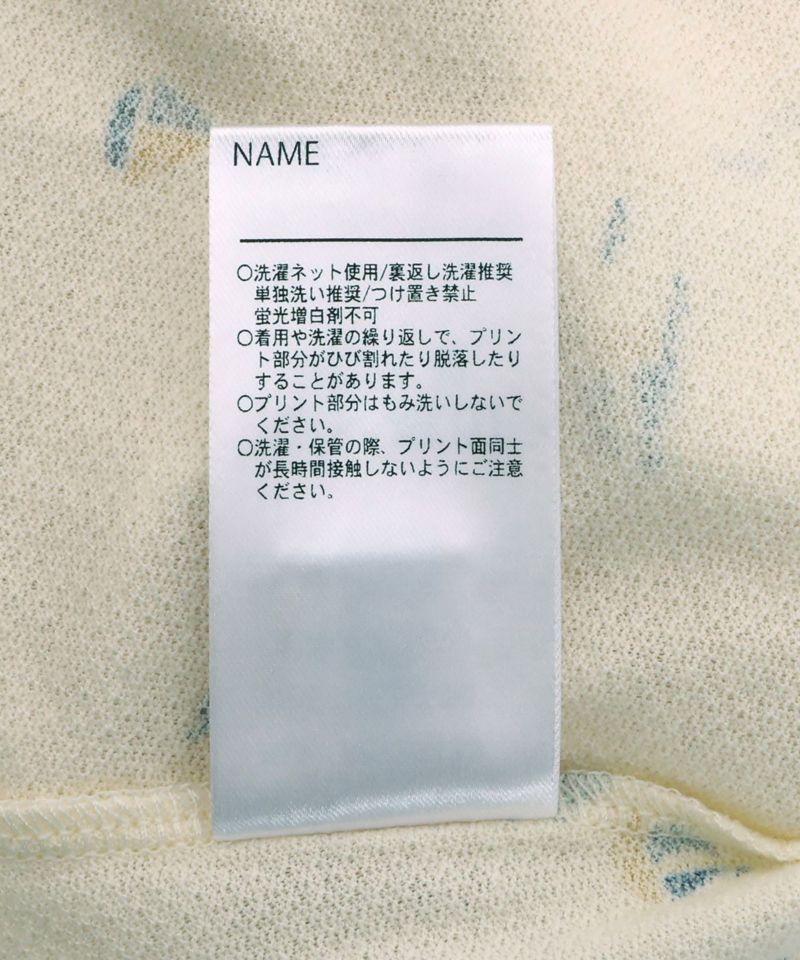 NAME
○洗濯ネット使用/裏返し洗濯推奨
単独洗い推奨/つけ置き禁止
蛍光増白剤不可
○着用や洗濯の繰り返しで、プリン
ト部分がひび割れたり脱落したり
することがあります。
○プリント部分はもみ洗いしないで
ください。
○洗濯・保管の際、プリント面同士
が長時間接触しないようにご注意
ください。